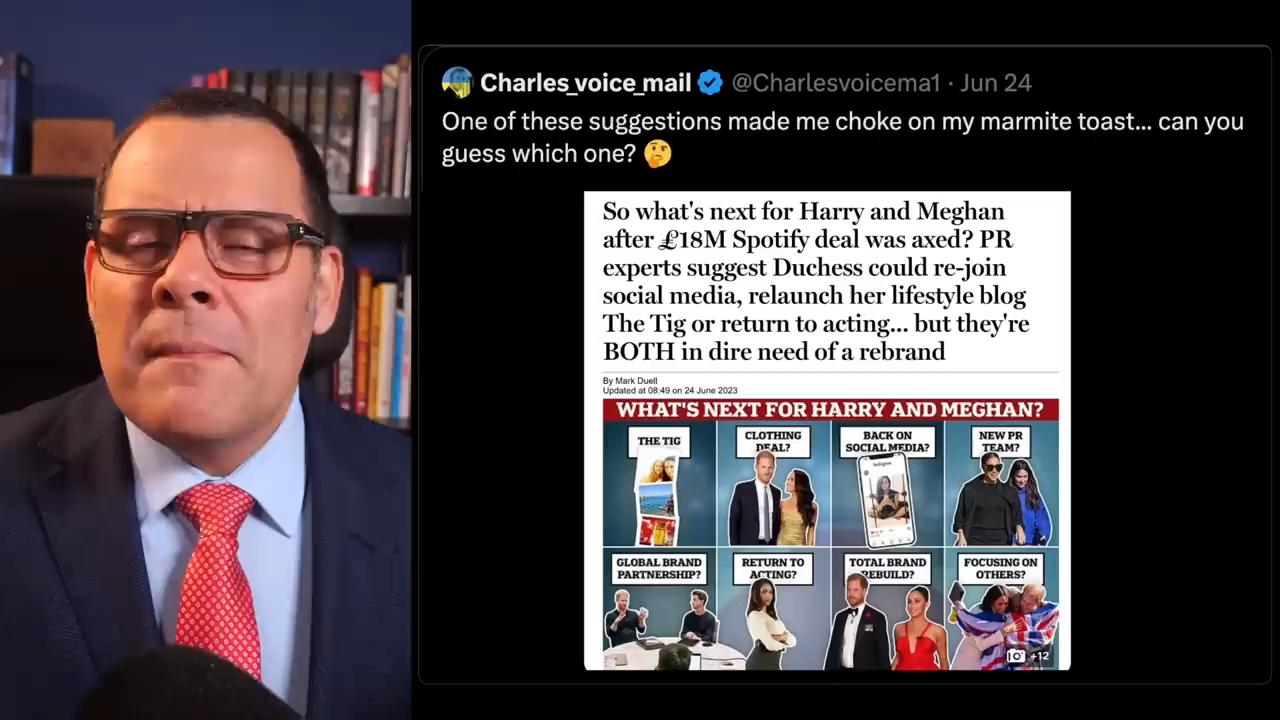 Charles_voice_mail @Charlesvoicema1 · Jun 24
One of these suggestions made me choke on my marmite toast... can you
guess which one? 🤔
So what's next for Harry and Meghan
after £18M Spotify deal was axed? PR
experts suggest Duchess could re-join
social media, relaunch her lifestyle blog
The Tig or return to acting... but they're
BOTH in dire need of a rebrand
By Mark Duell
Updated at 08:49 on 24 June 2023
WHAT'S NEXT FOR HARRY AND MEGHAN?
THE TIG
CLOTHING
DEAL?
BACK ON
SOCIAL MEDIA?
NEW PR
TEAM?
GLOBAL BRAND
PARTNERSHIP?
RETURN TO
ACTING?
TOTAL BRAND
REBUILD?
FOCUSING ON
OTHERS?
+12